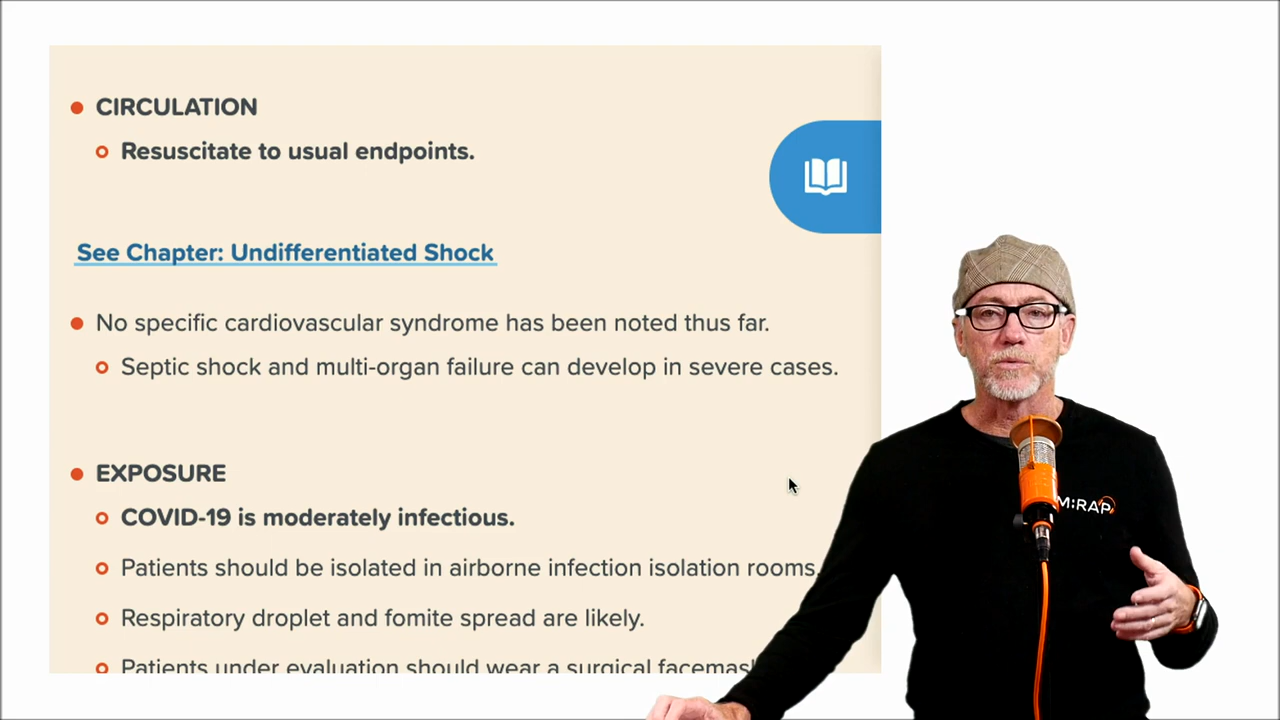 CIRCULATION
Resuscitate to usual endpoints.
See Chapter: Undifferentiated Shock
No specific cardiovascular syndrome has been noted thus far.
Septic shock and multi-organ failure can develop in severe cases.
EXPOSURE
COVID-19 is moderately infectious.
Patients should be isolated in airborne infection isolation rooms.
Respiratory droplet and fomite spread are likely.
Patients under evaluation should wear a surgical
M:RAP